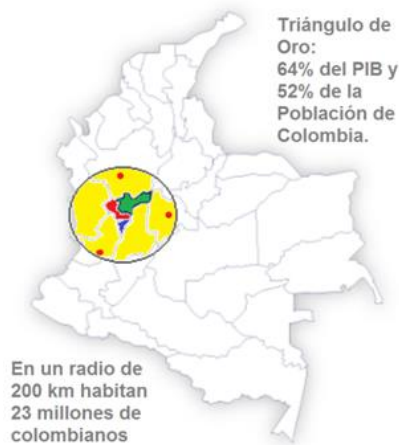 Triángulo de
Oro:
64% del PIB y
52% de la
Población de
Colombia.
En un radio de
200 km habitan
23 millones de
colombianos